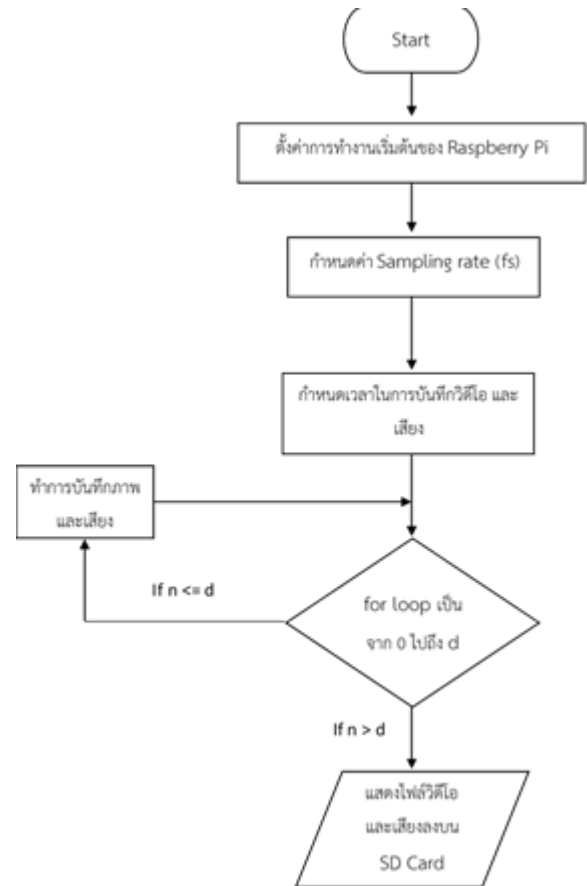 Start
ตั้งค่าการทำงานเริ่มต้นของ Raspberry Pi
กำหนดค่า Sampling rate (fs)
กำหนดเวลาในการบันทึกวิดีโอ และ
เสียง
ทำการบันทึกภาพ
และเสียง
If n <= d
for loop เป็น
จาก 0 ไปถึง d
If n > d
แสดงไฟล์วิดีโอ
และเสียงลงบน
SD Card